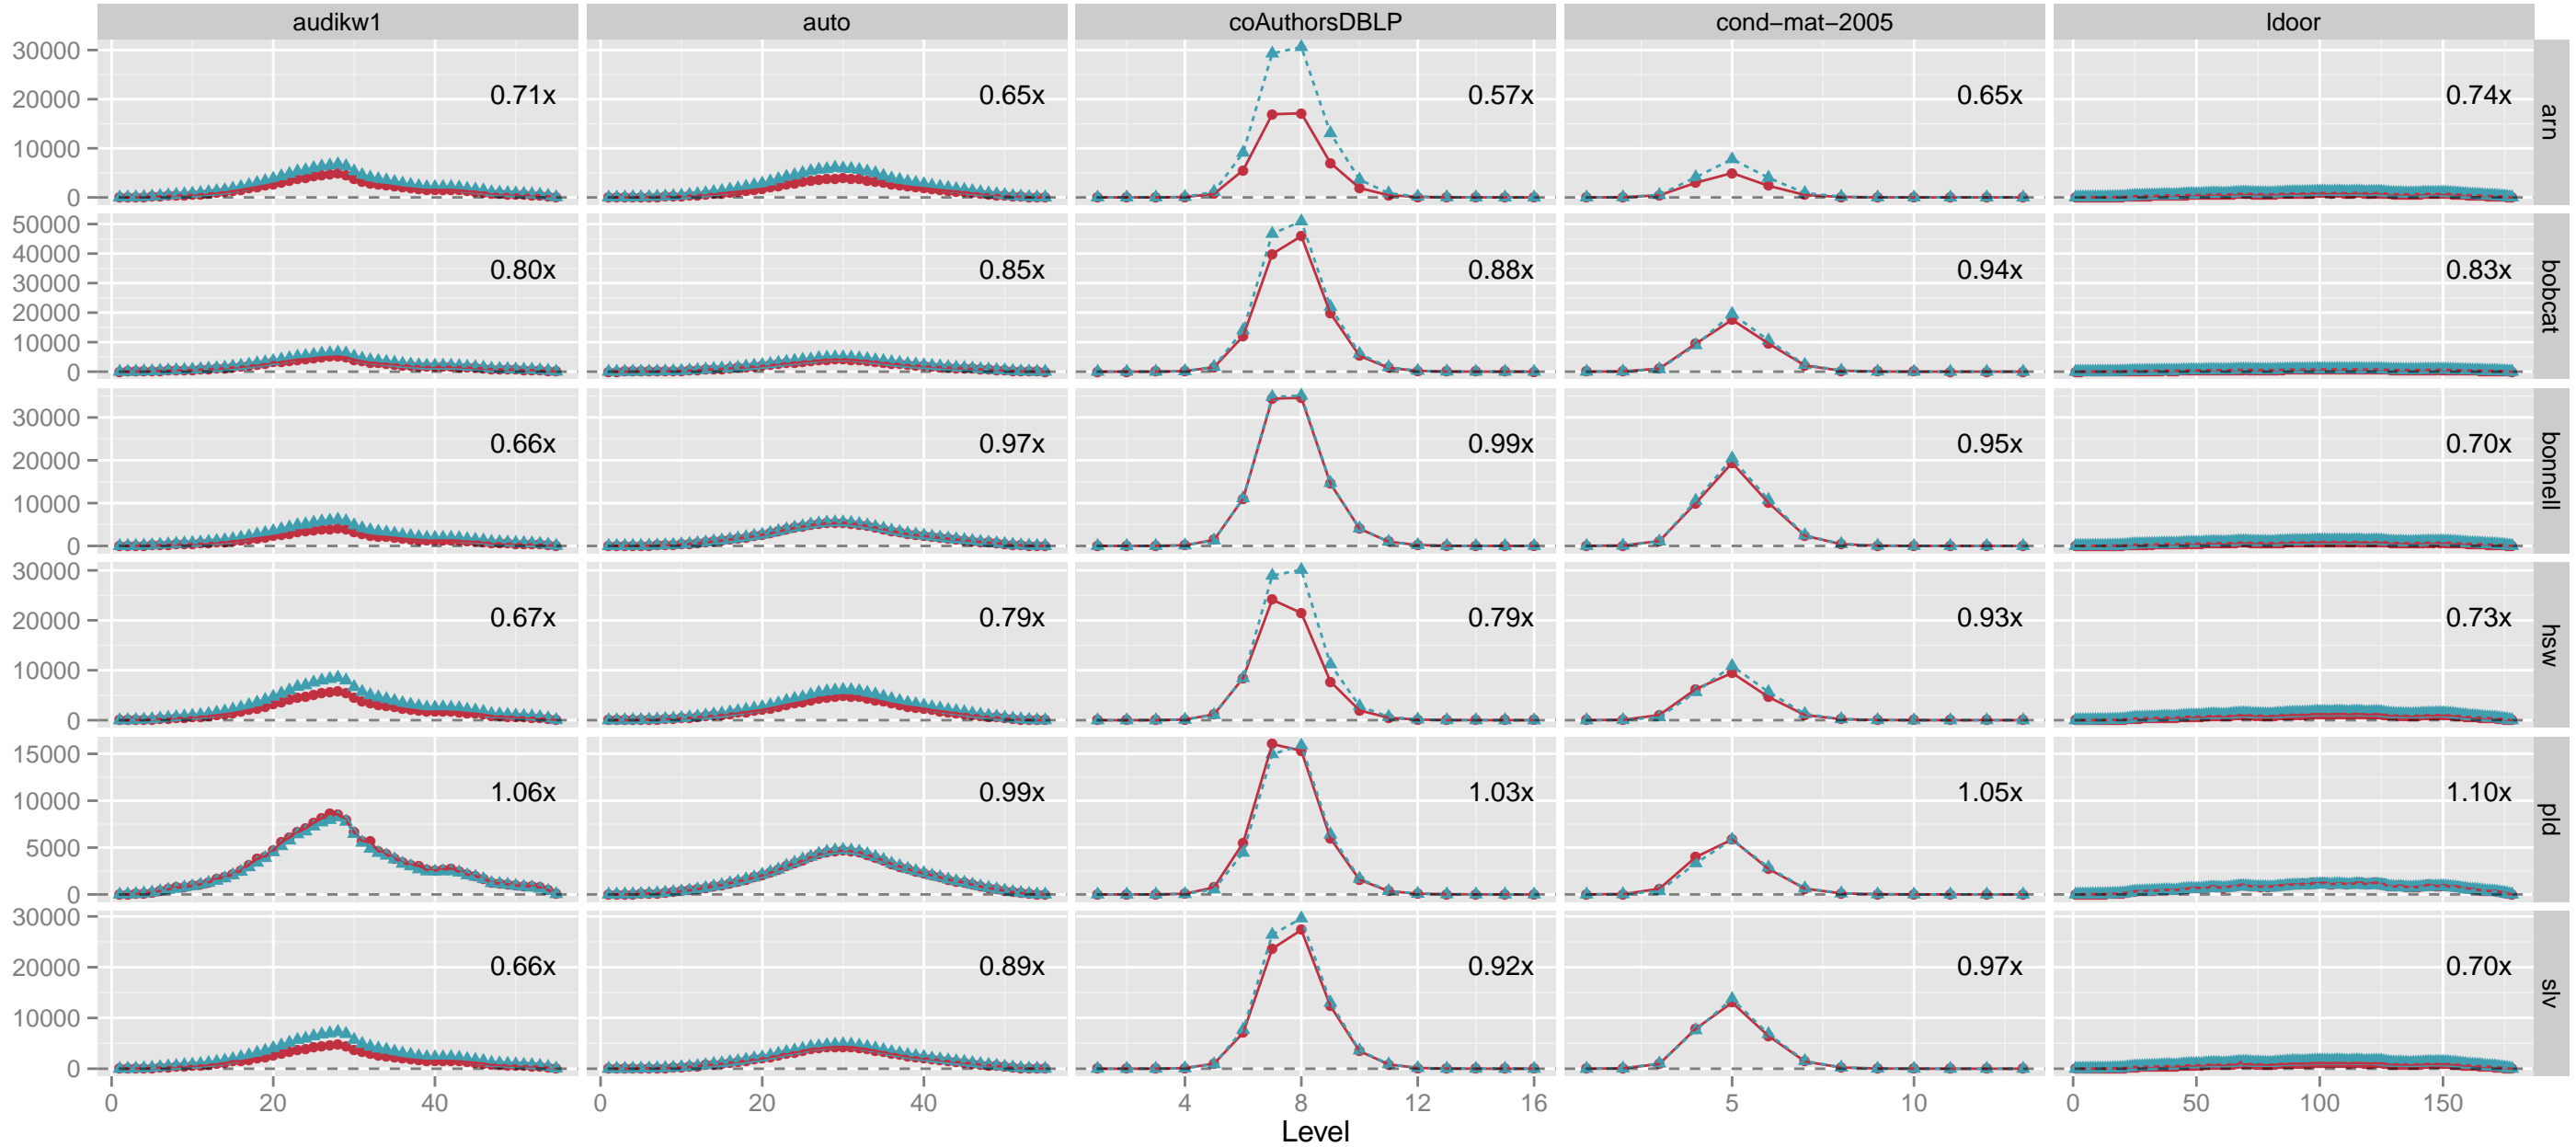 audikw1 auto coAuthorsDBLP cond−mat−2005 ldoor
30000
20000
10000
0
0.71x 0.65x 0.57x 0.65x 0.74x
arn
50000
40000
30000
20000
10000
0
0.80x 0.85x 0.88x 0.94x 0.83x
bobcat
30000
20000
10000
0
0.66x 0.97x 0.99x 0.95x 0.70x
bonnell
30000
20000
10000
0
0.67x 0.79x 0.79x 0.93x 0.73x
hsw
15000
10000
5000
0
1.06x 0.99x 1.03x 1.05x 1.10x
pld
30000
20000
10000
0
0.66x 0.89x 0.92x 0.97x 0.70x
slv
0 20 40 0 20 40 4 8 12 16 5 10 0 50 100 150
Level